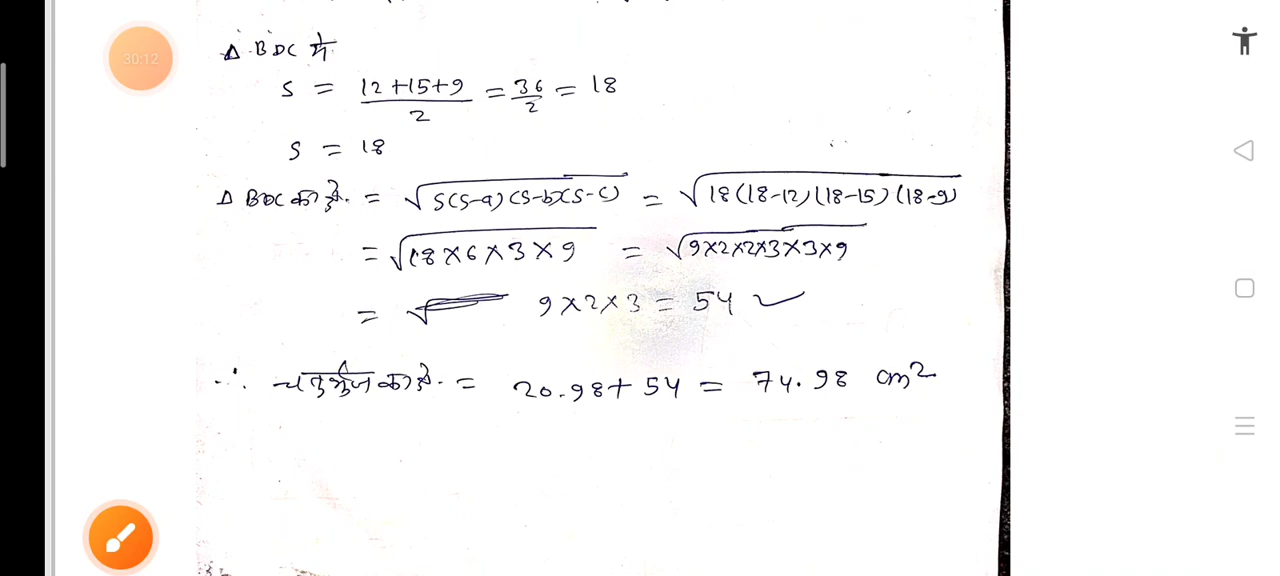 Δ BDC में
30:12
S = 12+15+9/2 = 36/2 = 18
S = 18
Δ BDC का क्षे. = √S(S-a)(S-b)(S-c) = √18(18-12)(18-15)(18-9)
= √18×6×3×9 = √9×2×2×3×3×9
= 9×2×3 = 54 ✓
∴ चतुर्भुज का क्षे. = 20.98+54 = 74.98 cm²